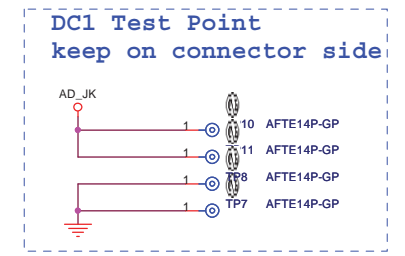 DC1 Test Point
keep on connector side
AD_JK
1 10 AFTE14P-GP
1 11 AFTE14P-GP
1 TP8 AFTE14P-GP
1 TP7 AFTE14P-GP